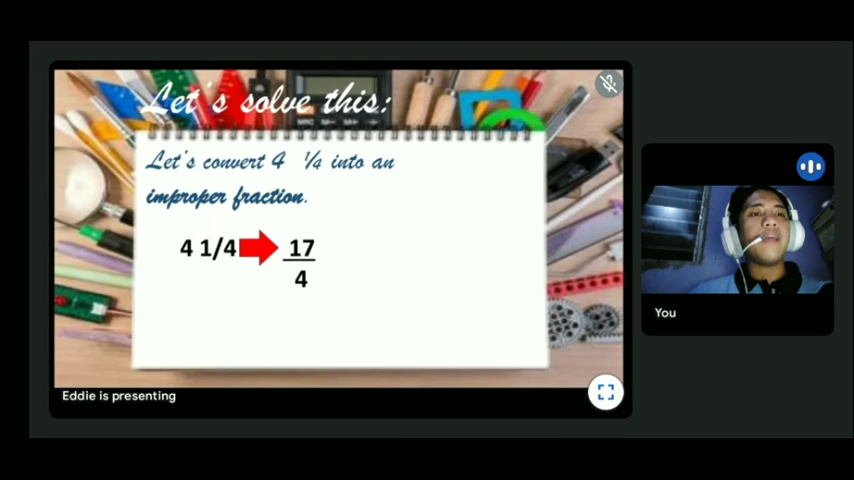 Let's solve this:
Let's convert 4 ¼ into an
improper fraction.
4 1/4 17
4
You
Eddie is presenting